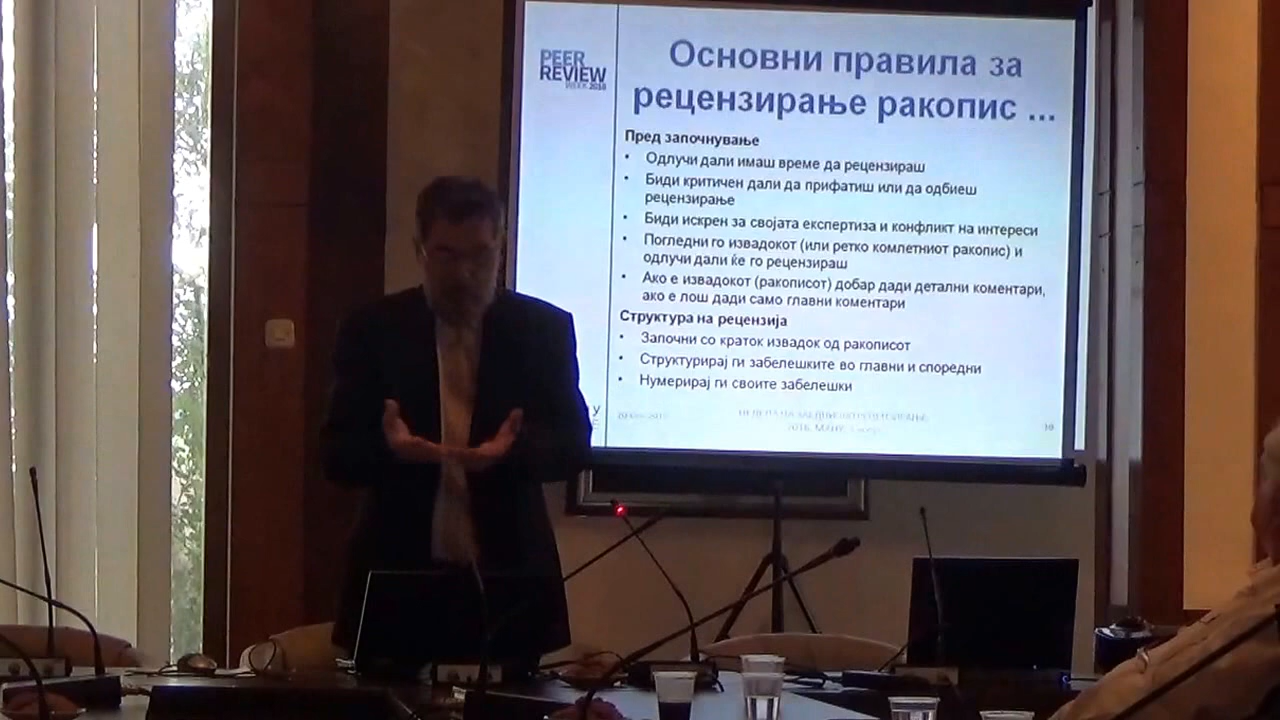 PEER
REVIEW
WEEK 2016
Основни правила за
рецензирање ракопис ...
Пред започнување
• Одлучи дали имаш време да рецензираш
• Биди критичен дали да прифатиш или да одбиеш
рецензирање
• Биди искрен за својата експертиза и конфликт на интереси
• Погледни го извадокот (или ретко комлетниот ракопис) и
одлучи дали ќе го рецензираш
• Ако е извадокот (ракописот) добар дади детални коментари,
ако е лош дади само главни коментари
Структура на рецензија
• Започни со краток извадок од ракописот
• Структурирај ги забелешките во главни и споредни
• Нумерирај ги своите забелешки
10